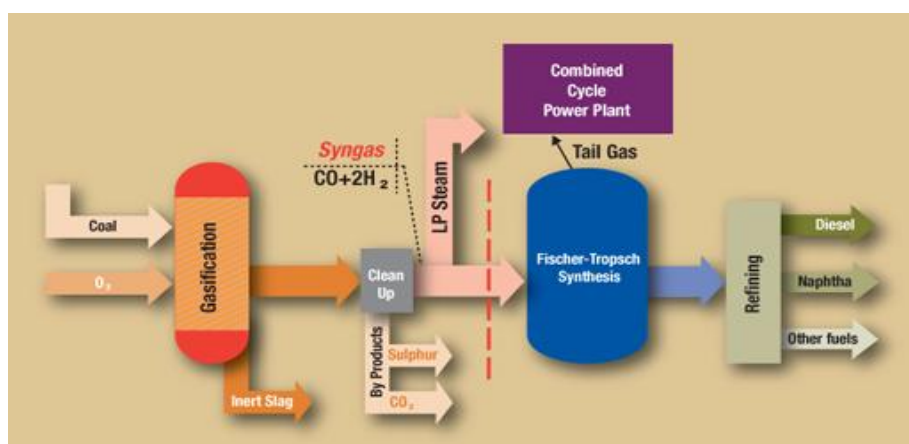 Combined
Cycle
Power Plant
Syngas
CO+2H₂
LP Steam
Tail Gas
Coal
O₂
Gasification
Clean
Up
Fischer-Tropsch
Synthesis
Refining
Diesel
Naphtha
Other fuels
By Products
Sulphur
CO₂
Inert Slag